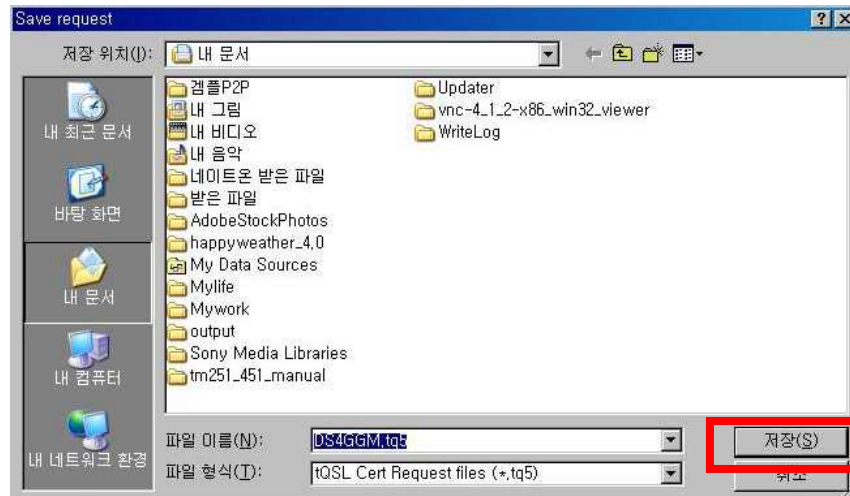 Save request
저장 위치(I):
내 문서
내 최근 문서
바탕 화면
내 문서
내 컴퓨터
내 네트워크 환경
겜플P2P
내 그림
내 비디오
내 음악
네이트온 받은 파일
받은 파일
AdobeStockPhotos
happyweather_4,0
My Data Sources
Mylife
Mywork
output
Sony Media Libraries
tm251_451_manual
Updater
vnc-4_1_2-x86_win32_viewer
WriteLog
파일 이름(N):
DS4GGM,tq5
저장(S)
파일 형식(T):
tQSL Cert Request files (*,tq5)
취소